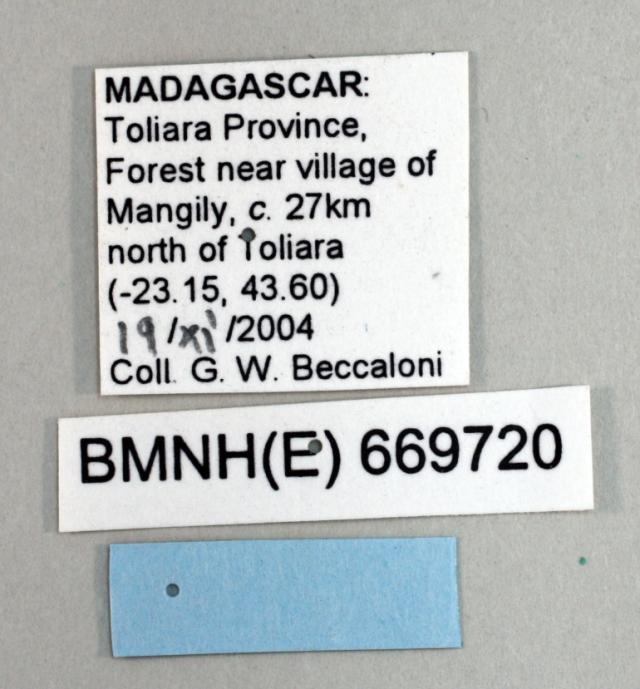 MADAGASCAR:
Toliara Province,
Forest near village of
Mangily, c. 27km
north of Toliara
(-23.15, 43.60)
19/xi/2004
Coll. G. W. Beccaloni
BMNH(E) 669720